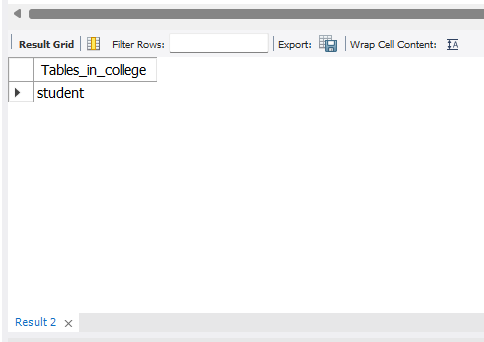 Result Grid Filter Rows: Export: Wrap Cell Content:
Tables_in_college
student
Result 2